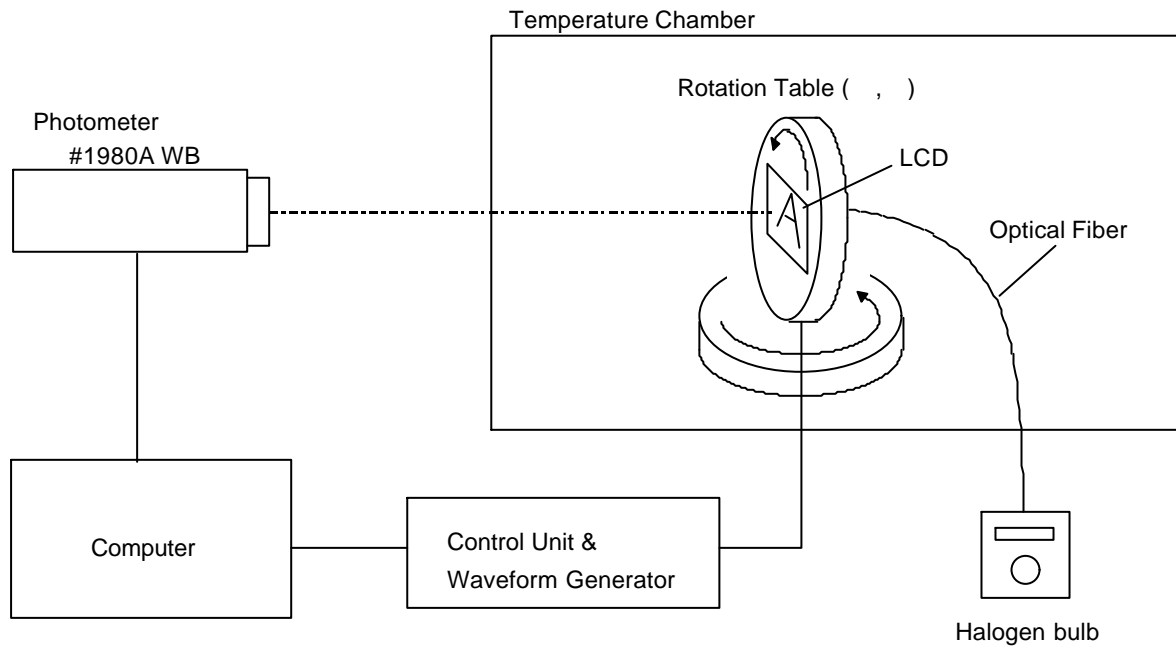 Temperature Chamber
Rotation Table (   ,   )
Photometer
#1980A WB
LCD
A
Optical Fiber
Computer
Control Unit &
Waveform Generator
Halogen bulb